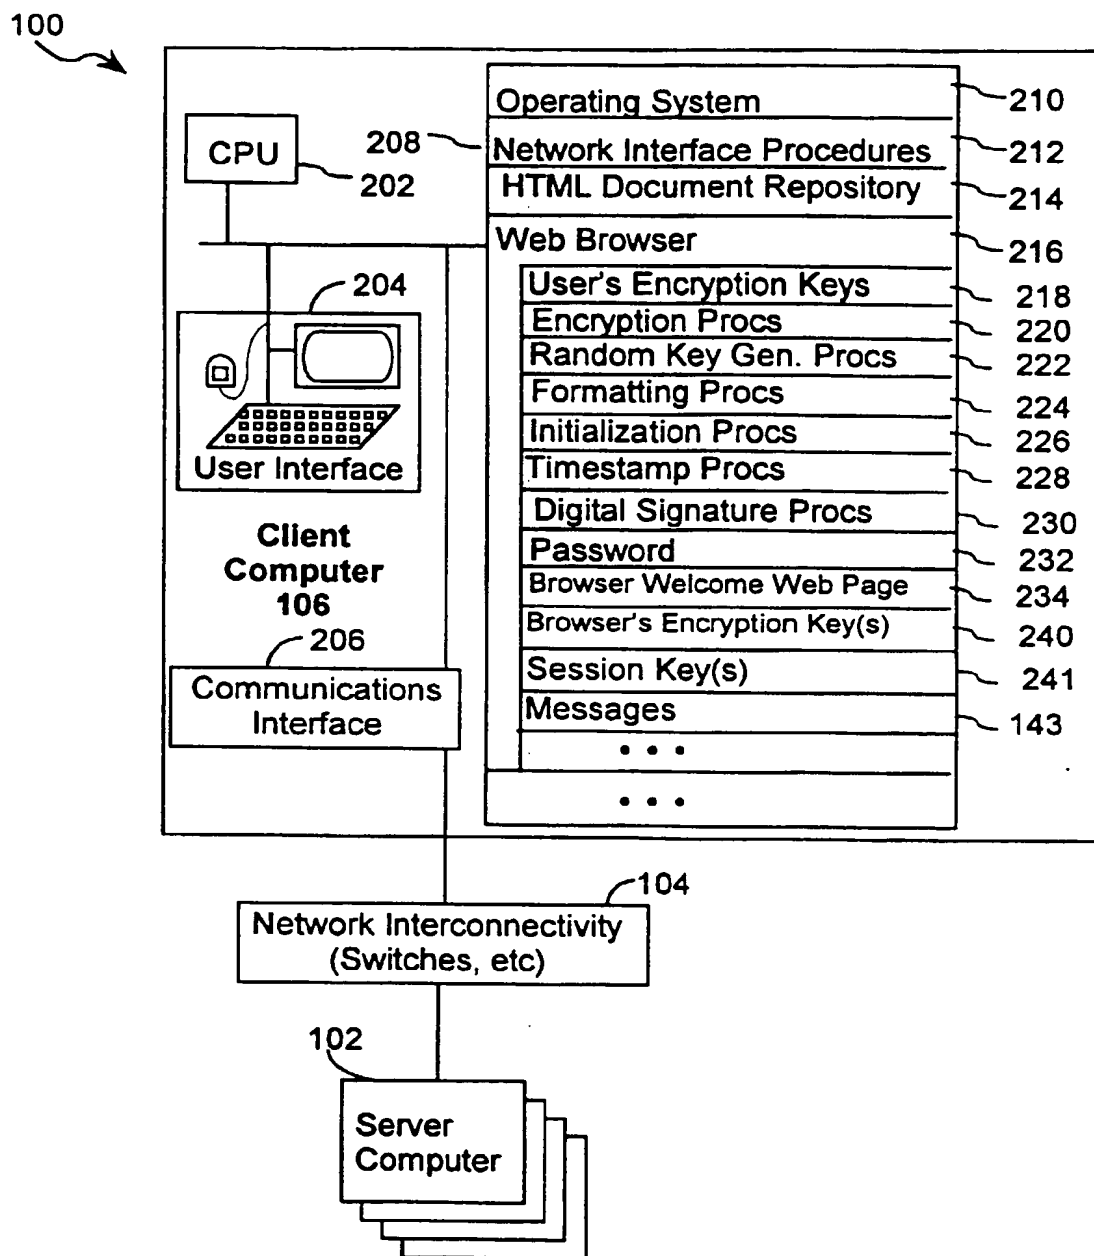 100
Operating System
210
CPU
202
208
Network Interface Procedures
212
HTML Document Repository
214
Web Browser
216
User's Encryption Keys
218
204
Encryption Procs
220
Random Key Gen. Procs
222
Formatting Procs
224
Initialization Procs
226
User Interface
Timestamp Procs
228
Digital Signature Procs
230
Client
Computer
106
Password
232
Browser Welcome Web Page
234
Browser's Encryption Key(s)
240
206
Communications
Interface
Session Key(s)
241
Messages
143
• • •
• • •
104
Network Interconnectivity
(Switches, etc)
102
Server
Computer